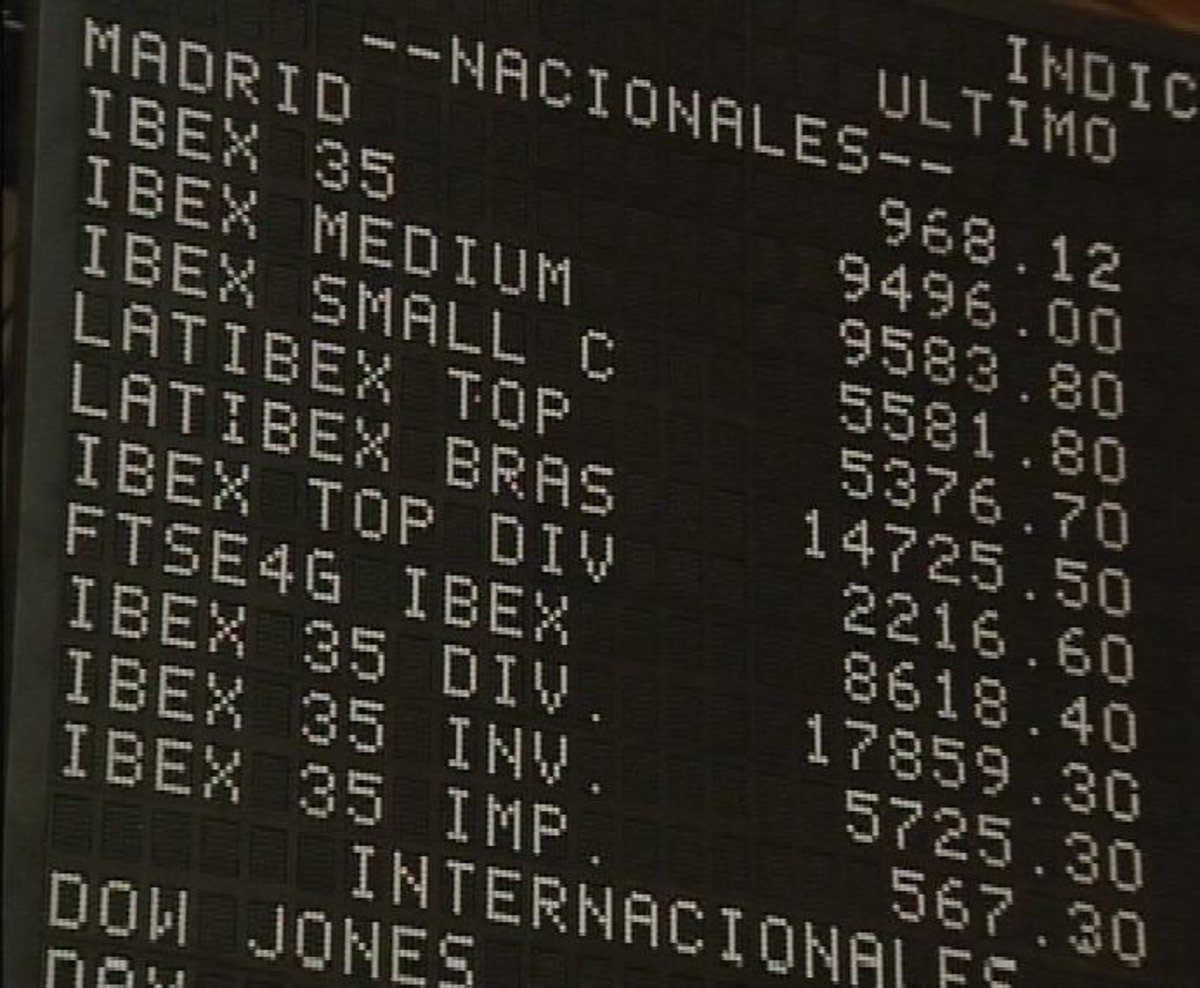 INDIC
ULTIMO
--NACIONALES--
MADRID 968.12
IBEX 35 9496.00
IBEX MEDIUM 9583.80
IBEX SMALL C 5581.80
LATIBEX TOP 5376.70
LATIBEX BRAS 14725.50
IBEX TOP DIV 2216.60
FTSE4G IBEX 8618.40
IBEX 35 DIV. 17859.30
IBEX 35 INV. 5725.30
IBEX 35 IMP. 567.30
INTERNACIONALES
DOW JONES
DAX